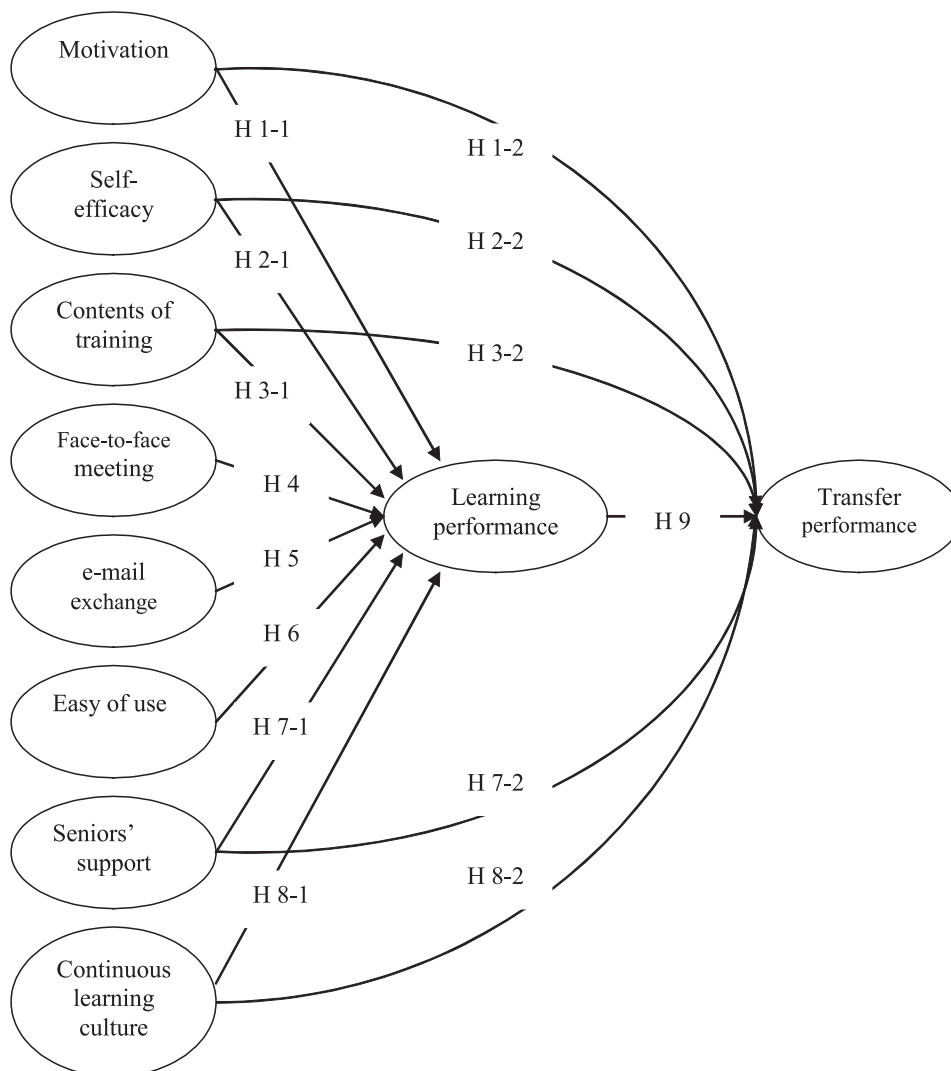 Motivation
H 1-1
H 1-2
Self-
efficacy
H 2-1
H 2-2
Contents of
training
H 3-1
H 3-2
Face-to-face
meeting
H 4
Learning
performance
H 9
Transfer
performance
e-mail
exchange
H 5
Easy of use
H 6
Seniors’
support
H 7-1
H 7-2
Continuous
learning
culture
H 8-1
H 8-2